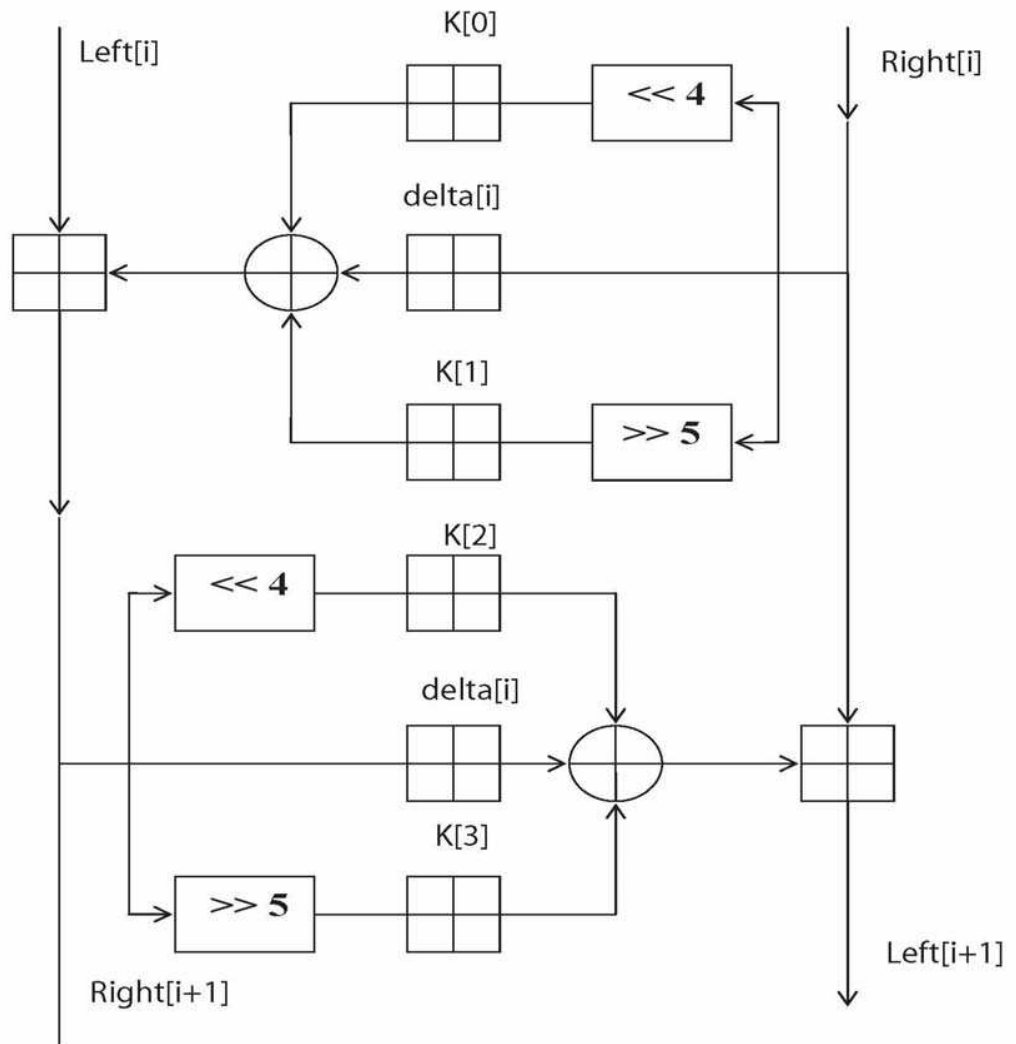 K[0]
Left[i]
Right[i]
<< 4
delta[i]
K[1]
>> 5
K[2]
<< 4
delta[i]
K[3]
>> 5
Left[i+1]
Right[i+1]